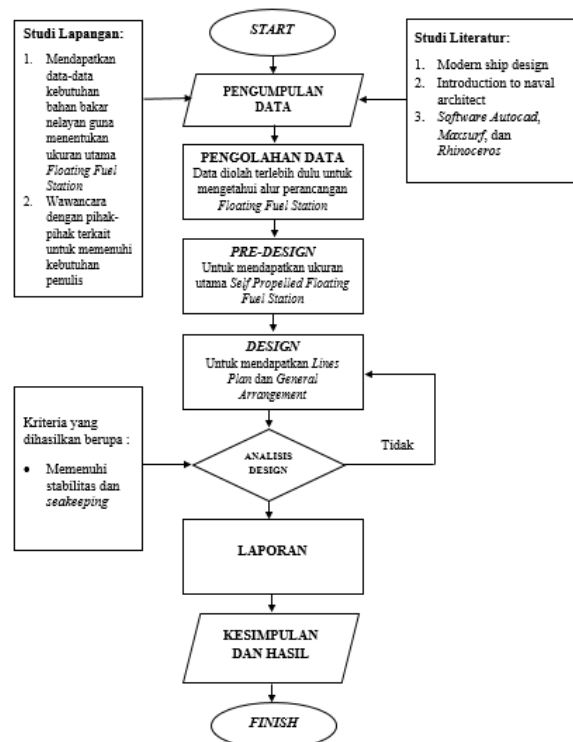 START
Studi Lapangan:
1. Mendapatkan
data-data
kebutuhan
bahan bakar
nelayan guna
menentukan
ukuran utama
Floating Fuel
Station
2. Wawancara
dengan pihak-
pihak terkait
untuk memenuhi
kebutuhan
penulis
Studi Literatur:
1. Modern ship
design
2. Introduction to
naval
architect
3. Software Autocad,
Maxsurf, dan
Rhinoceros
PENGUMPULAN
DATA
PENGOLAHAN DATA
Data diolah terlebih dulu untuk
mengetahui alur perancangan
Floating Fuel Station
PRE-DESIGN
Untuk mendapatkan ukuran
utama Self Propelled Floating
Fuel Station
DESIGN
Untuk mendapatkan Lines
Plan dan General
Arrangement
Kriteria yang
dihasilkan berupa :
• Memenuhi
stabilitas dan
seakeeping
ANALISIS
DESIGN
Tidak
LAPORAN
KESIMPULAN
DAN HASIL
FINISH